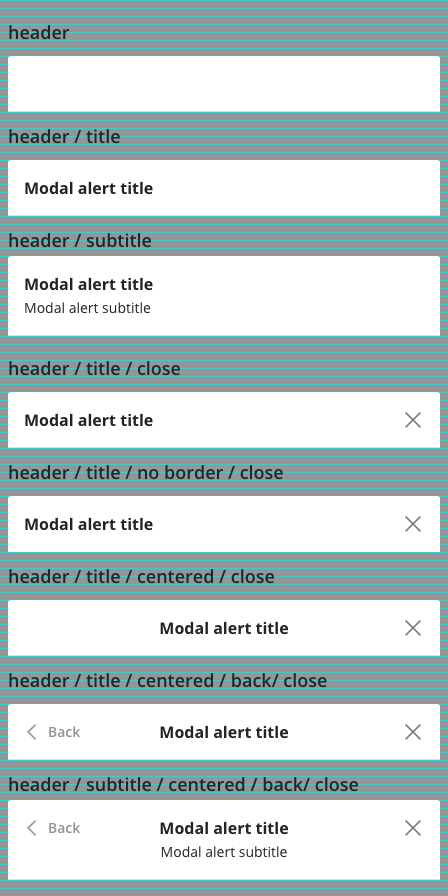 header
header / title
Modal alert title
header / subtitle
Modal alert title
Modal alert subtitle
header / title / close
Modal alert title
header / title / no border / close
Modal alert title
header / title / centered / close
Modal alert title
header / title / centered / back/ close
Back Modal alert title
header / subtitle / centered / back/ close
Back Modal alert title
Modal alert subtitle